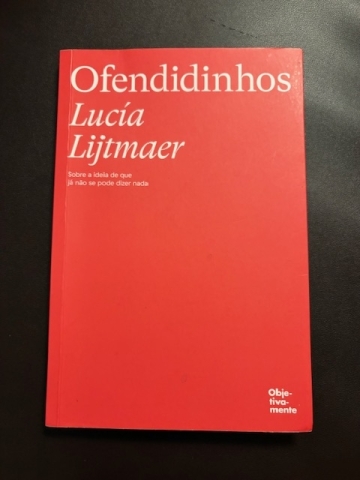 Ofendidinhos
Lucía
Lijtmaer
Sobre a ideia de que
já não se pode dizer nada
Obje-
tiva-
mente